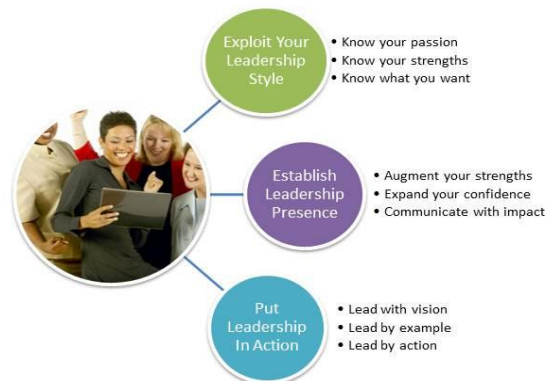 Exploit Your
Leadership
Style
• Know your passion
• Know your strengths
• Know what you want
Establish
Leadership
Presence
• Augment your strengths
• Expand your confidence
• Communicate with impact
Put
Leadership
In Action
• Lead with vision
• Lead by example
• Lead by action